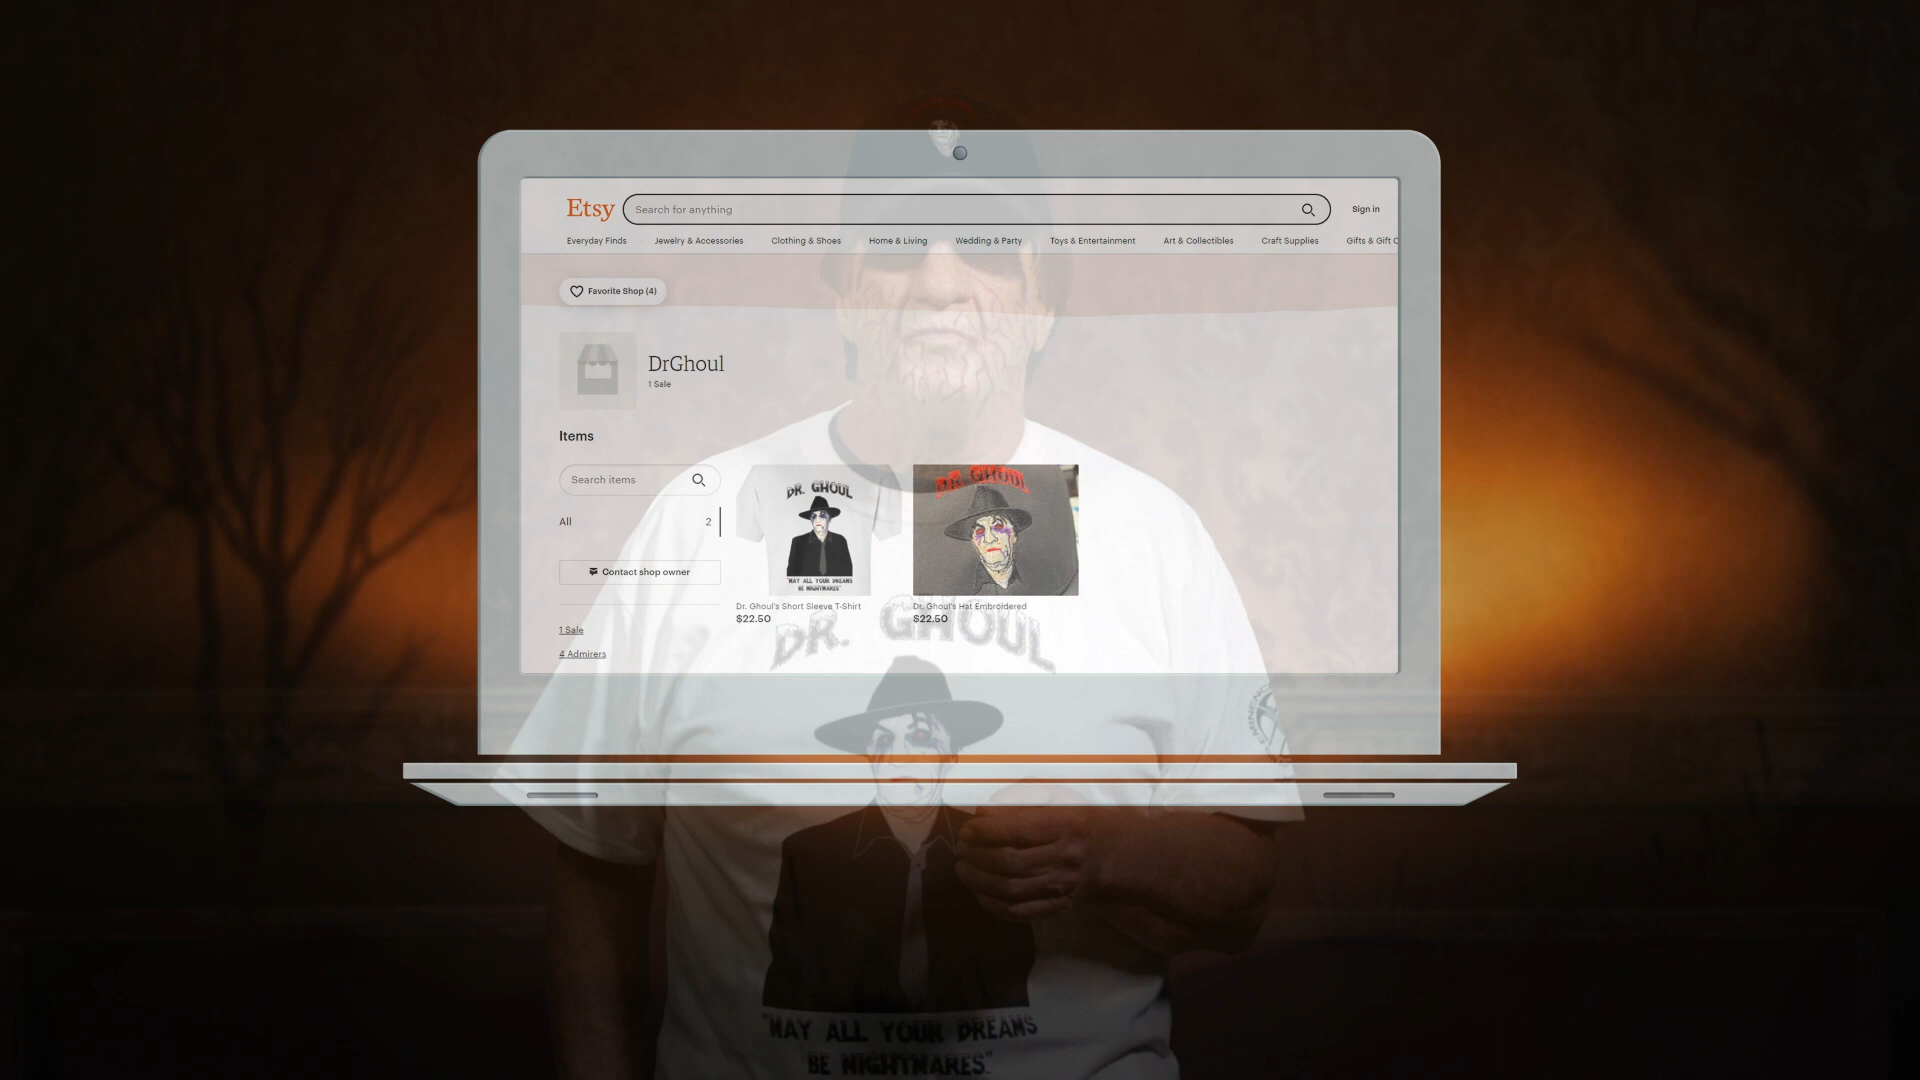 Etsy
Search for anything
Sign in
Everyday Finds
Jewelry & Accessories
Clothing & Shoes
Home & Living
Wedding & Party
Toys & Entertainment
Art & Collectibles
Craft Supplies
Gifts & Gift C
Favorite Shop (4)
DrGhoul
1 Sale
Items
Search items
All
2
Contact shop owner
1 Sale
4 Admirers
DR. GHOUL
"MAY ALL YOUR DREAMS
BE NIGHTMARES"
Dr. Ghoul's Short Sleeve T-Shirt
$22.50
DR. GHOUL
Dr. Ghoul's Hat Embroidered
$22.50
DR. GHOUL
"MAY ALL YOUR DREAMS
BE NIGHTMARES"